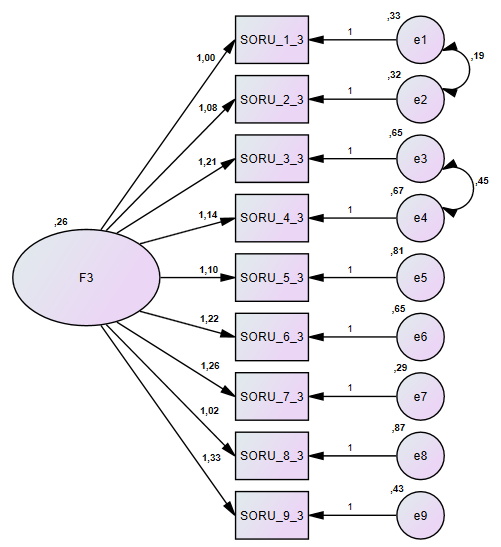 ,33
1,00
SORU_1_3
1
e1
,19
,32
1,08
SORU_2_3
1
e2
,65
1,21
SORU_3_3
1
e3
,45
,67
1,14
SORU_4_3
1
e4
,26
F3
,81
1,10
SORU_5_3
1
e5
,65
1,22
SORU_6_3
1
e6
,29
1,26
SORU_7_3
1
e7
,87
1,02
SORU_8_3
1
e8
,43
1,33
SORU_9_3
1
e9